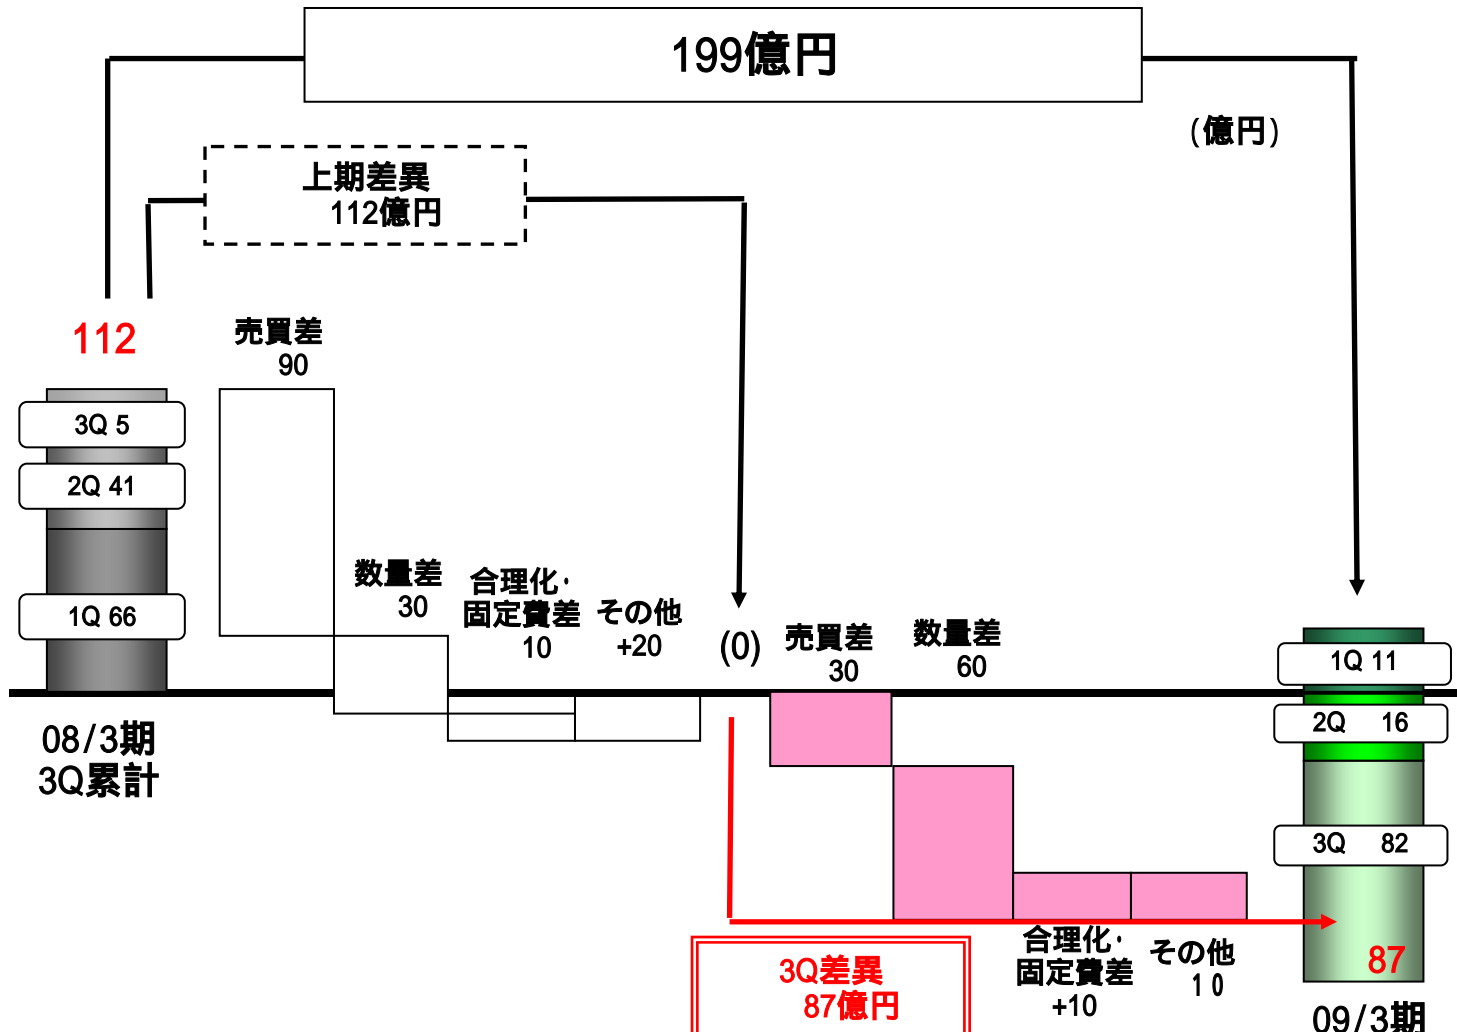 199億円
(億円)
上期差異
112億円
112
売買差
90
3Q 5
2Q 41
1Q 66
数量差
30
合理化・
固定費差
10
その他
+20
(0)
売買差
30
数量差
60
1Q 11
2Q 16
3Q 82
87
08/3期
3Q累計
合理化・
固定費差
+10
その他
10
3Q差異
87億円
09/3期